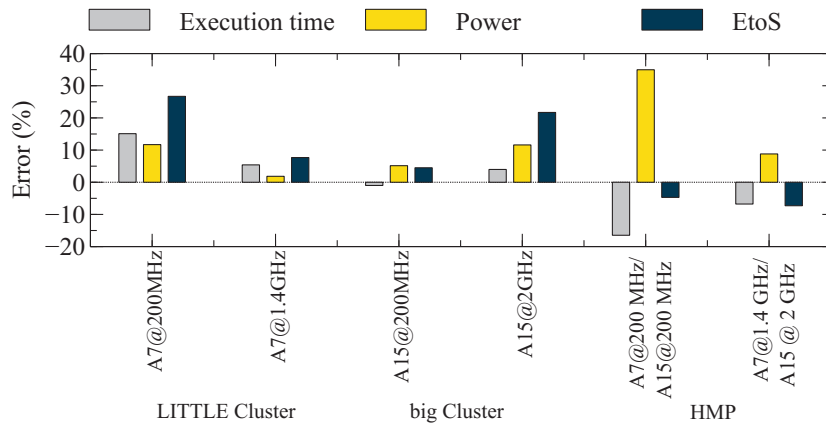 Execution time Power EtoS
Error (%)
40
30
20
10
0
−10
−20
A7@200MHz
A7@1.4GHz
A15@200MHz
A15@2GHz
A7@200 MHz/
A15@200 MHz
A7@1.4 GHz/
A15 @ 2 GHz
LITTLE Cluster big Cluster HMP